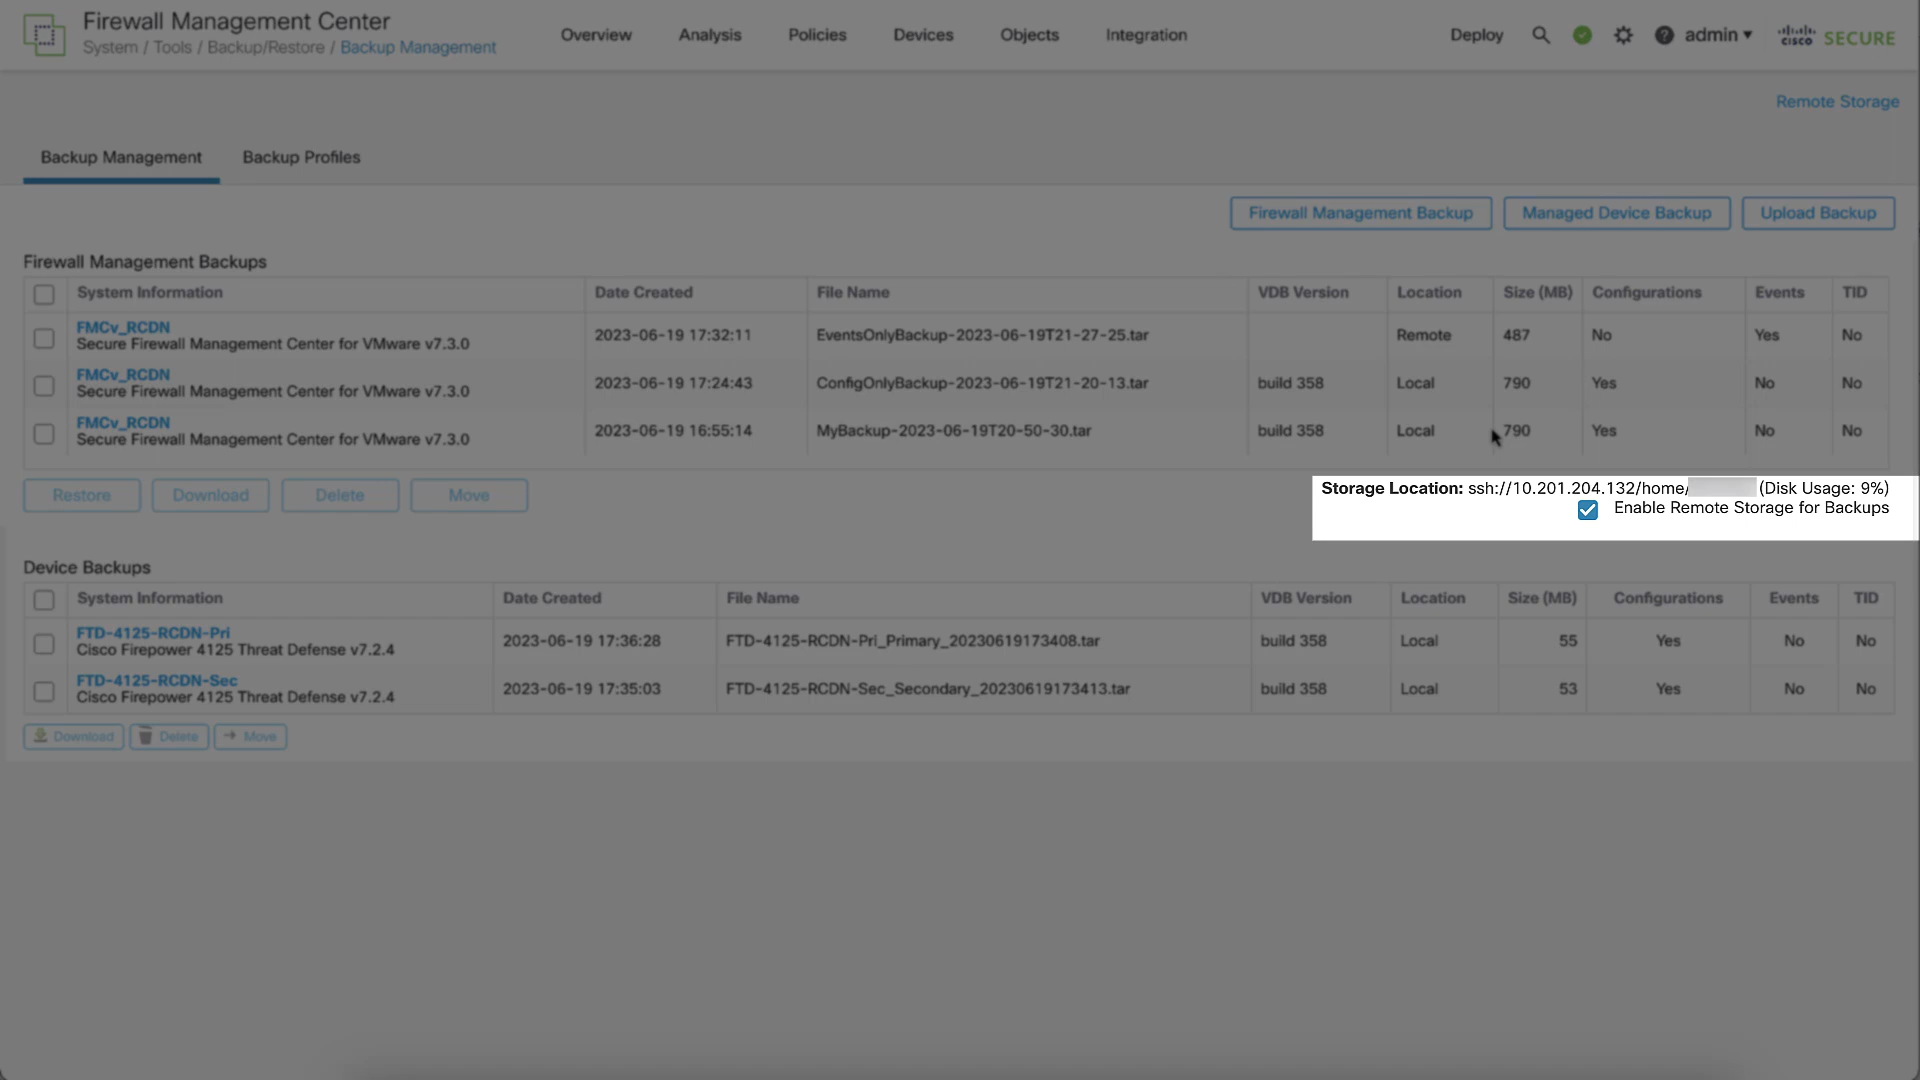 Firewall Management Center
System / Tools / Backup/Restore / Backup Management
Overview Analysis Policies Devices Objects Integration
Deploy admin
CISCO SECURE
Remote Storage
Backup Management Backup Profiles
Firewall Management Backup Managed Device Backup Upload Backup
Firewall Management Backups
System Information Date Created File Name VDB Version Location Size (MB) Configurations Events TID
FMCv_RCDN
Secure Firewall Management Center for VMware v7.3.0 2023-06-19 17:32:11 EventsOnlyBackup-2023-06-19T21-27-25.tar Remote 487 No Yes No
FMCv_RCDN
Secure Firewall Management Center for VMware v7.3.0 2023-06-19 17:24:43 ConfigOnlyBackup-2023-06-19T21-20-13.tar build 358 Local 790 Yes No No
FMCv_RCDN
Secure Firewall Management Center for VMware v7.3.0 2023-06-19 16:55:14 MyBackup-2023-06-19T20-50-30.tar build 358 Local 790 Yes No No
Restore Download Delete Move
Storage Location: ssh://10.201.204.132/home/ (Disk Usage: 9%)
Enable Remote Storage for Backups
Device Backups
System Information Date Created File Name VDB Version Location Size (MB) Configurations Events TID
FTD-4125-RCDN-Pri
Cisco Firepower 4125 Threat Defense v7.2.4 2023-06-19 17:36:28 FTD-4125-RCDN-Pri_Primary_20230619173408.tar build 358 Local 55 Yes No No
FTD-4125-RCDN-Sec
Cisco Firepower 4125 Threat Defense v7.2.4 2023-06-19 17:35:03 FTD-4125-RCDN-Sec_Secondary_20230619173413.tar build 358 Local 53 Yes No No
Download Delete Move